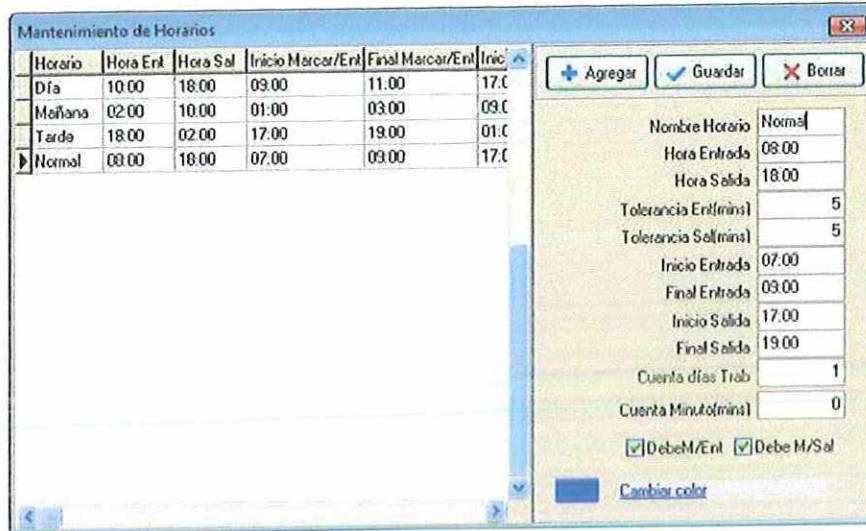 Mantenimiento de Horarios
Horario Hora Ent Hora Sal Inicio Marcar/Ent Final Marcar/Ent Inic
Día 10:00 18:00 09:00 11:00 17:0
Mañana 02:00 10:00 01:00 03:00 09:0
Tarde 18:00 02:00 17:00 19:00 01:0
Normal 08:00 18:00 07:00 09:00 17:0
Agregar Guardar Borrar
Nombre Horario Normal
Hora Entrada 08:00
Hora Salida 18:00
Tolerancia Ent(mins) 5
Tolerancia Sal(mins) 5
Inicio Entrada 07:00
Final Entrada 09:00
Inicio Salida 17:00
Final Salida 19:00
Cuenta días Trab 1
Cuenta Minuto(mins) 0
DebeM/Ent Debe M/Sal
Cambiar color